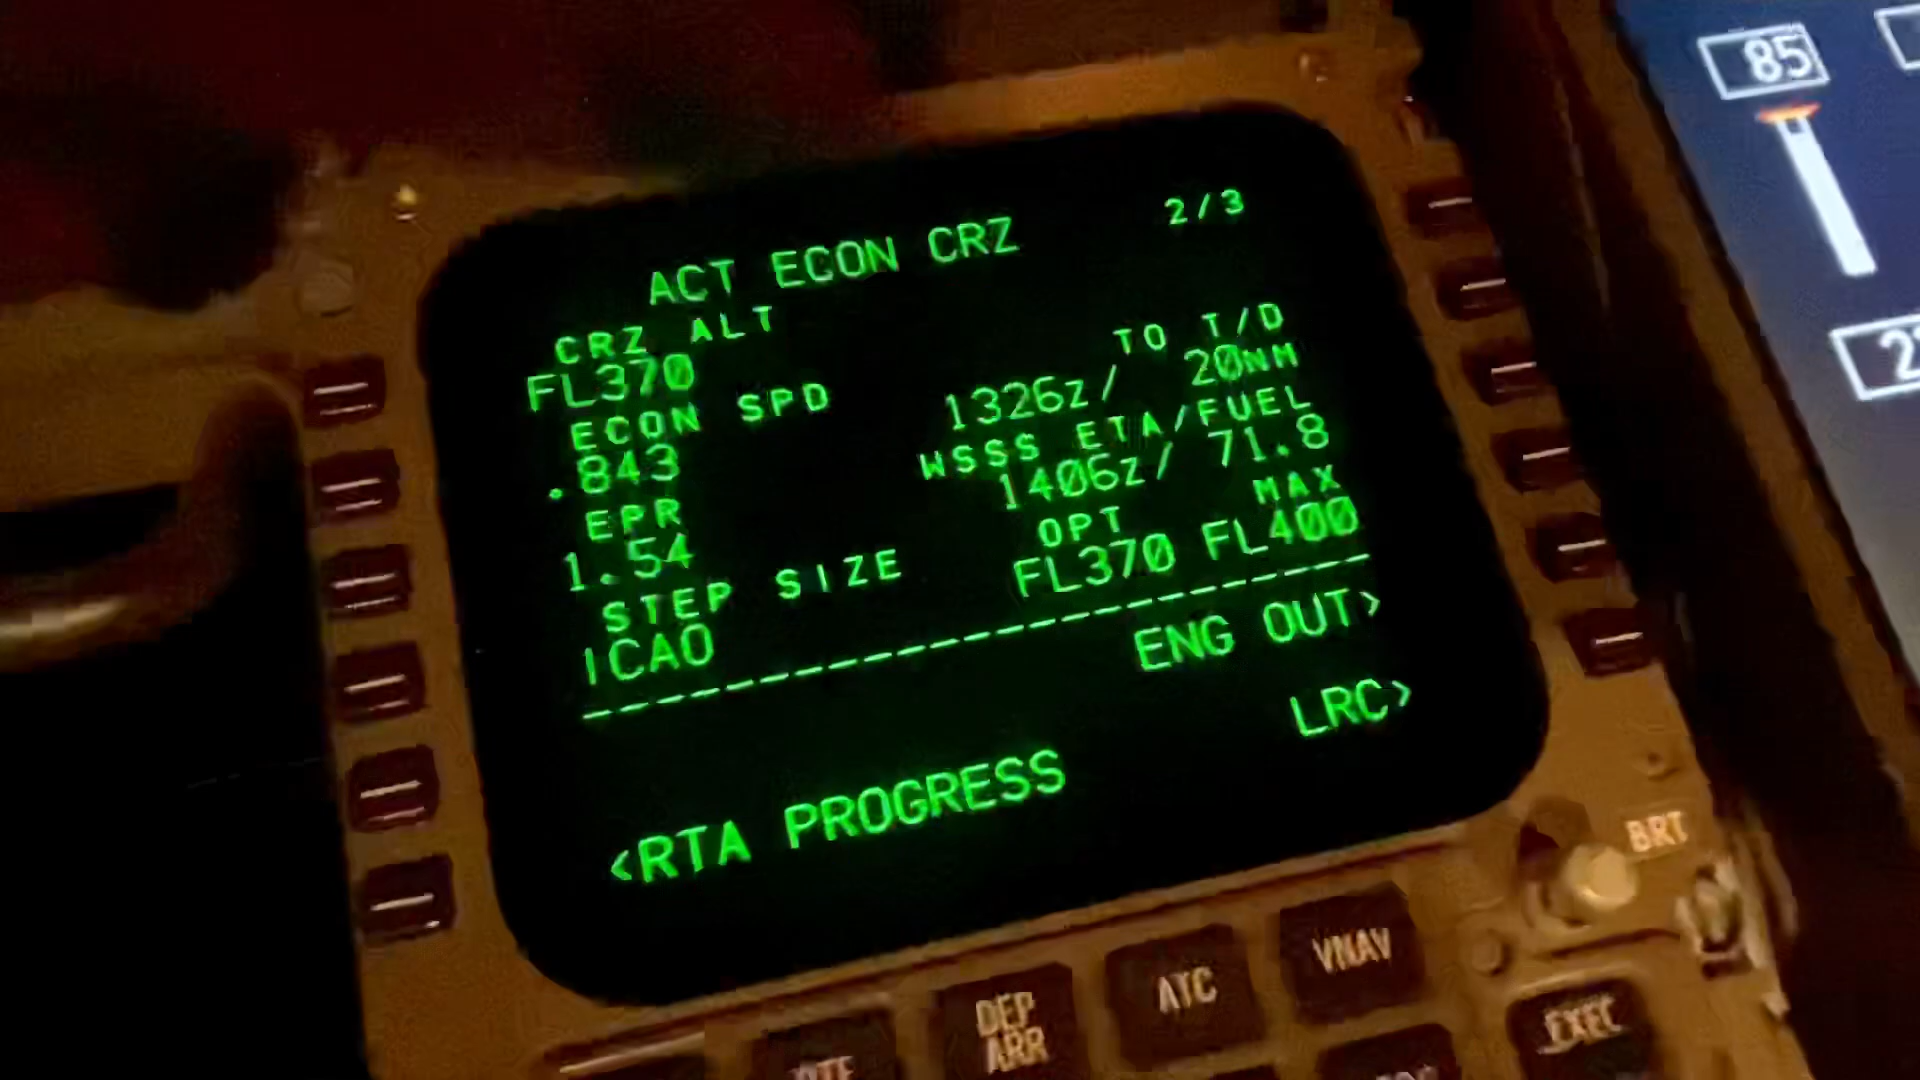 ACT ECON CRZ 2/3
CRZ ALT TO T/D
FL370 1326z/ 20NM
ECON SPD WSSS ETA/FUEL
.843 1406z/ 71.8
EPR OPT MAX
1.54 FL370 FL400
STEP SIZE
ICAO ENG OUT>
LRC>
<RTA PROGRESS
BRT
DEP
ARR
ATC
VNAV
EXEC
85